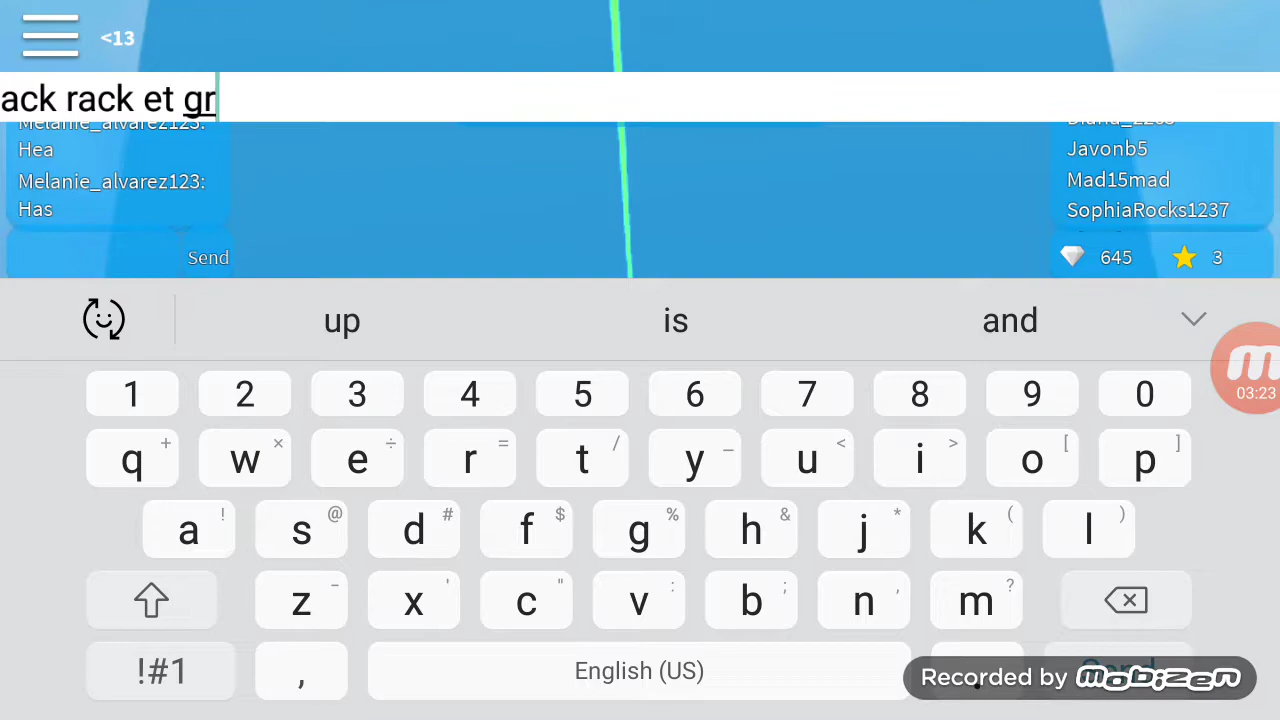 <13
ack rack et gr
Melanie_alvarez123:
Hea
Melanie_alvarez123:
Has
Send
Javonb5
Mad15mad
SophiaRocks1237
645
3
up is and
03:23
1 2 3 4 5 6 7 8 9 0
q + w × e ÷ r = t / y _ u < i > o [ p ]
a ! s @ d # f $ g % h & j * k ( l )
z - x ' c " v : b ; n , m ?
!#1 , English (US) .
Recorded by mobizen